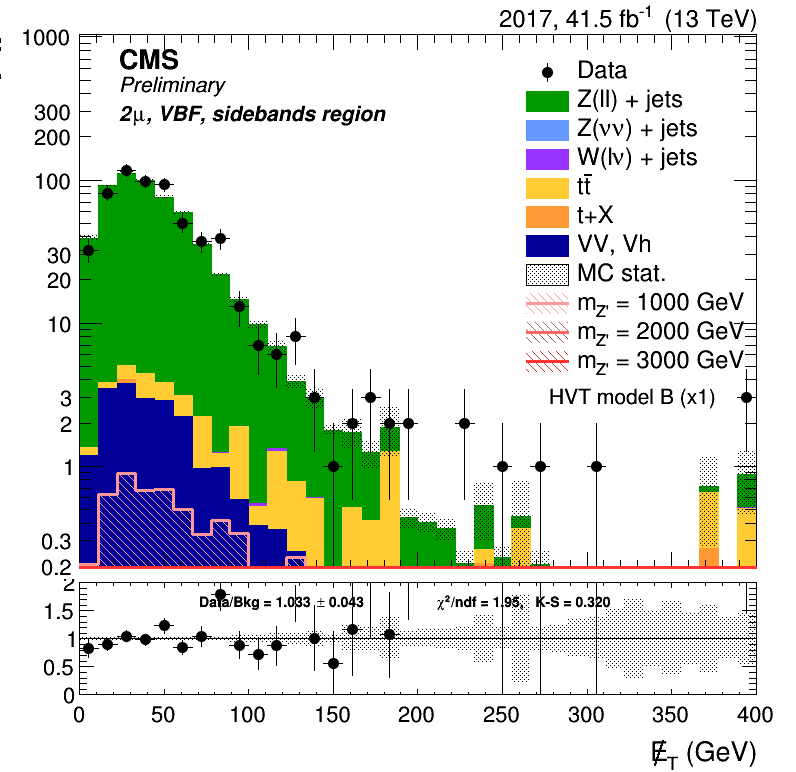 2017, 41.5 fb⁻¹ (13 TeV)
CMS
Preliminary
2μ, VBF, sidebands region
Data
Z(ll) + jets
Z(νν) + jets
W(lν) + jets
tt̄
t+X
VV, Vh
MC stat.
m_Z' = 1000 GeV
m_Z' = 2000 GeV
m_Z' = 3000 GeV
HVT model B (x1)
1000
300
200
100
30
20
10
3
2
1
0.3
0.2
Data/Bkg = 1.033 ± 0.043 χ²/ndf = 1.95, K-S = 0.320
2
1.5
1
0.5
0
0 50 100 150 200 250 300 350 400
E̸_T (GeV)